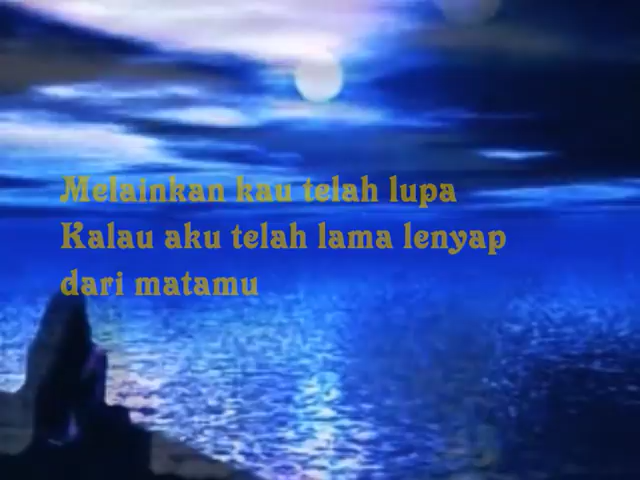 Melainkan kau telah lupa
Kalau aku telah lama lenyap
dari matamu